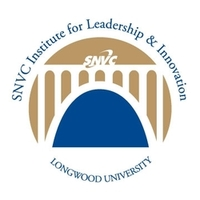 SNVC Institute for Leadership & Innovation
SNVC
LONGWOOD UNIVERSITY